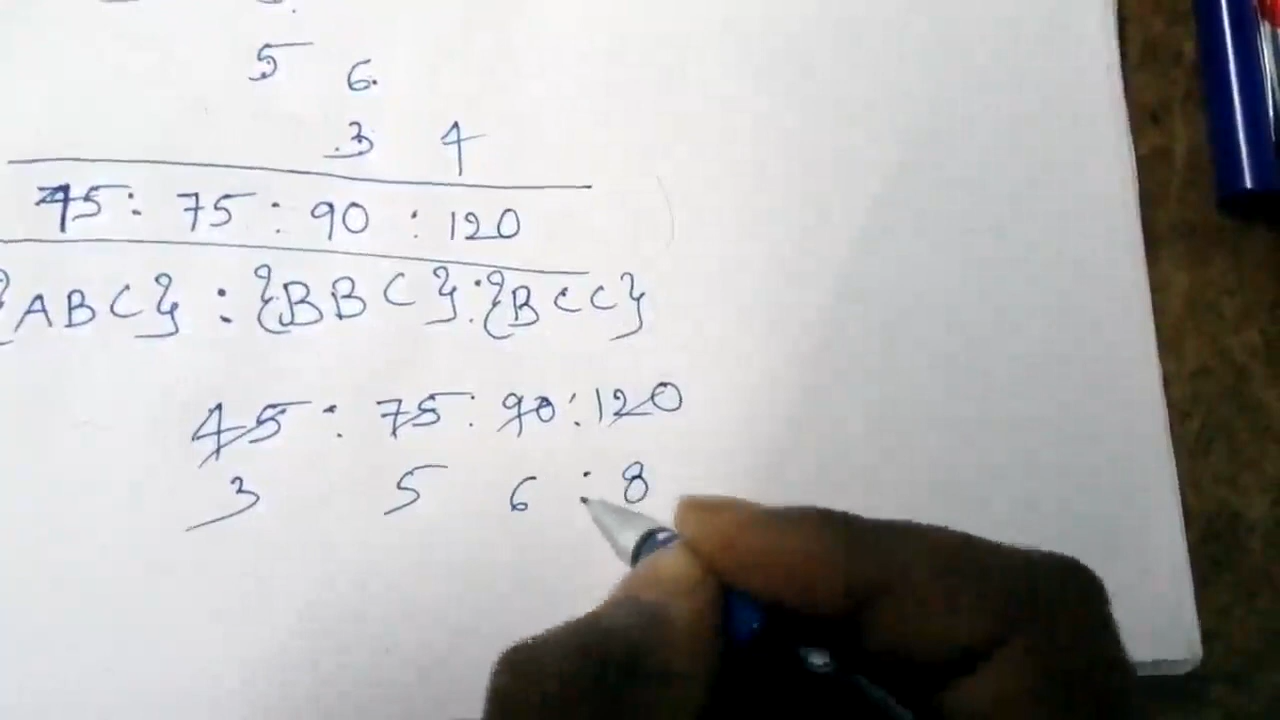 5 6
3 4
45 : 75 : 90 : 120
{ABC} : {BBC} : {BCC}
45 : 75 : 90 : 120
3 5 6 : 8